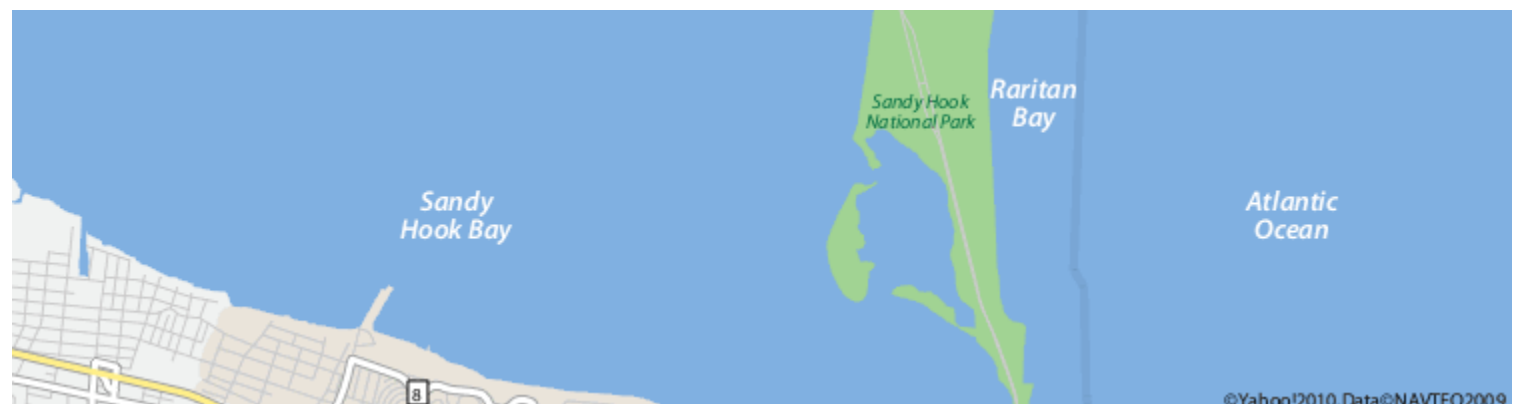 Sandy Hook
National Park
Raritan
Bay
Sandy
Hook Bay
Atlantic
Ocean
8
©Yahoo!2010 Data©NAVTEQ2009